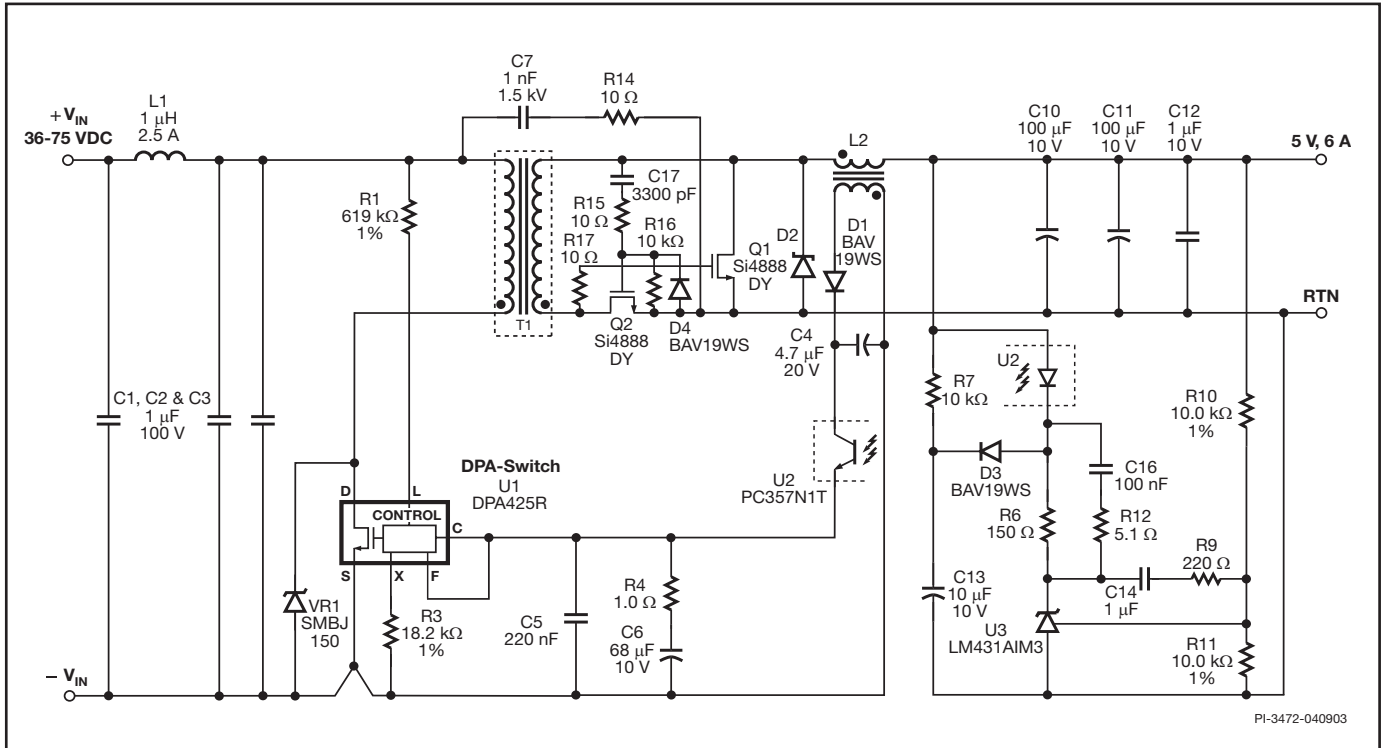 C7
1 nF
1.5 kV
R14
10 Ω
+ VIN
36-75 VDC
L1
1 µH
2.5 A
C10
100 µF
10 V
C11
100 µF
10 V
C12
1 µF
10 V
5 V, 6 A
L2
R1
619 kΩ
1%
C17
3300 pF
R15
10 Ω
R16
10 kΩ
R17
10 Ω
Q1
Si4888
DY
D2
D1
BAV
19WS
RTN
T1
Q2
Si4888
DY
D4
BAV19WS
C4
4.7 µF
20 V
U2
R7
10 kΩ
R10
10.0 kΩ
1%
C1, C2 & C3
1 µF
100 V
DPA-Switch
U1
DPA425R
D
L
CONTROL
C
S
X
F
U2
PC357N1T
D3
BAV19WS
C16
100 nF
R6
150 Ω
R12
5.1 Ω
R9
220 Ω
C14
1 µF
C13
10 µF
10 V
U3
LM431AIM3
R11
10.0 kΩ
1%
VR1
SMBJ
150
R3
18.2 kΩ
1%
C5
220 nF
R4
1.0 Ω
C6
68 µF
10 V
− VIN
PI-3472-040903